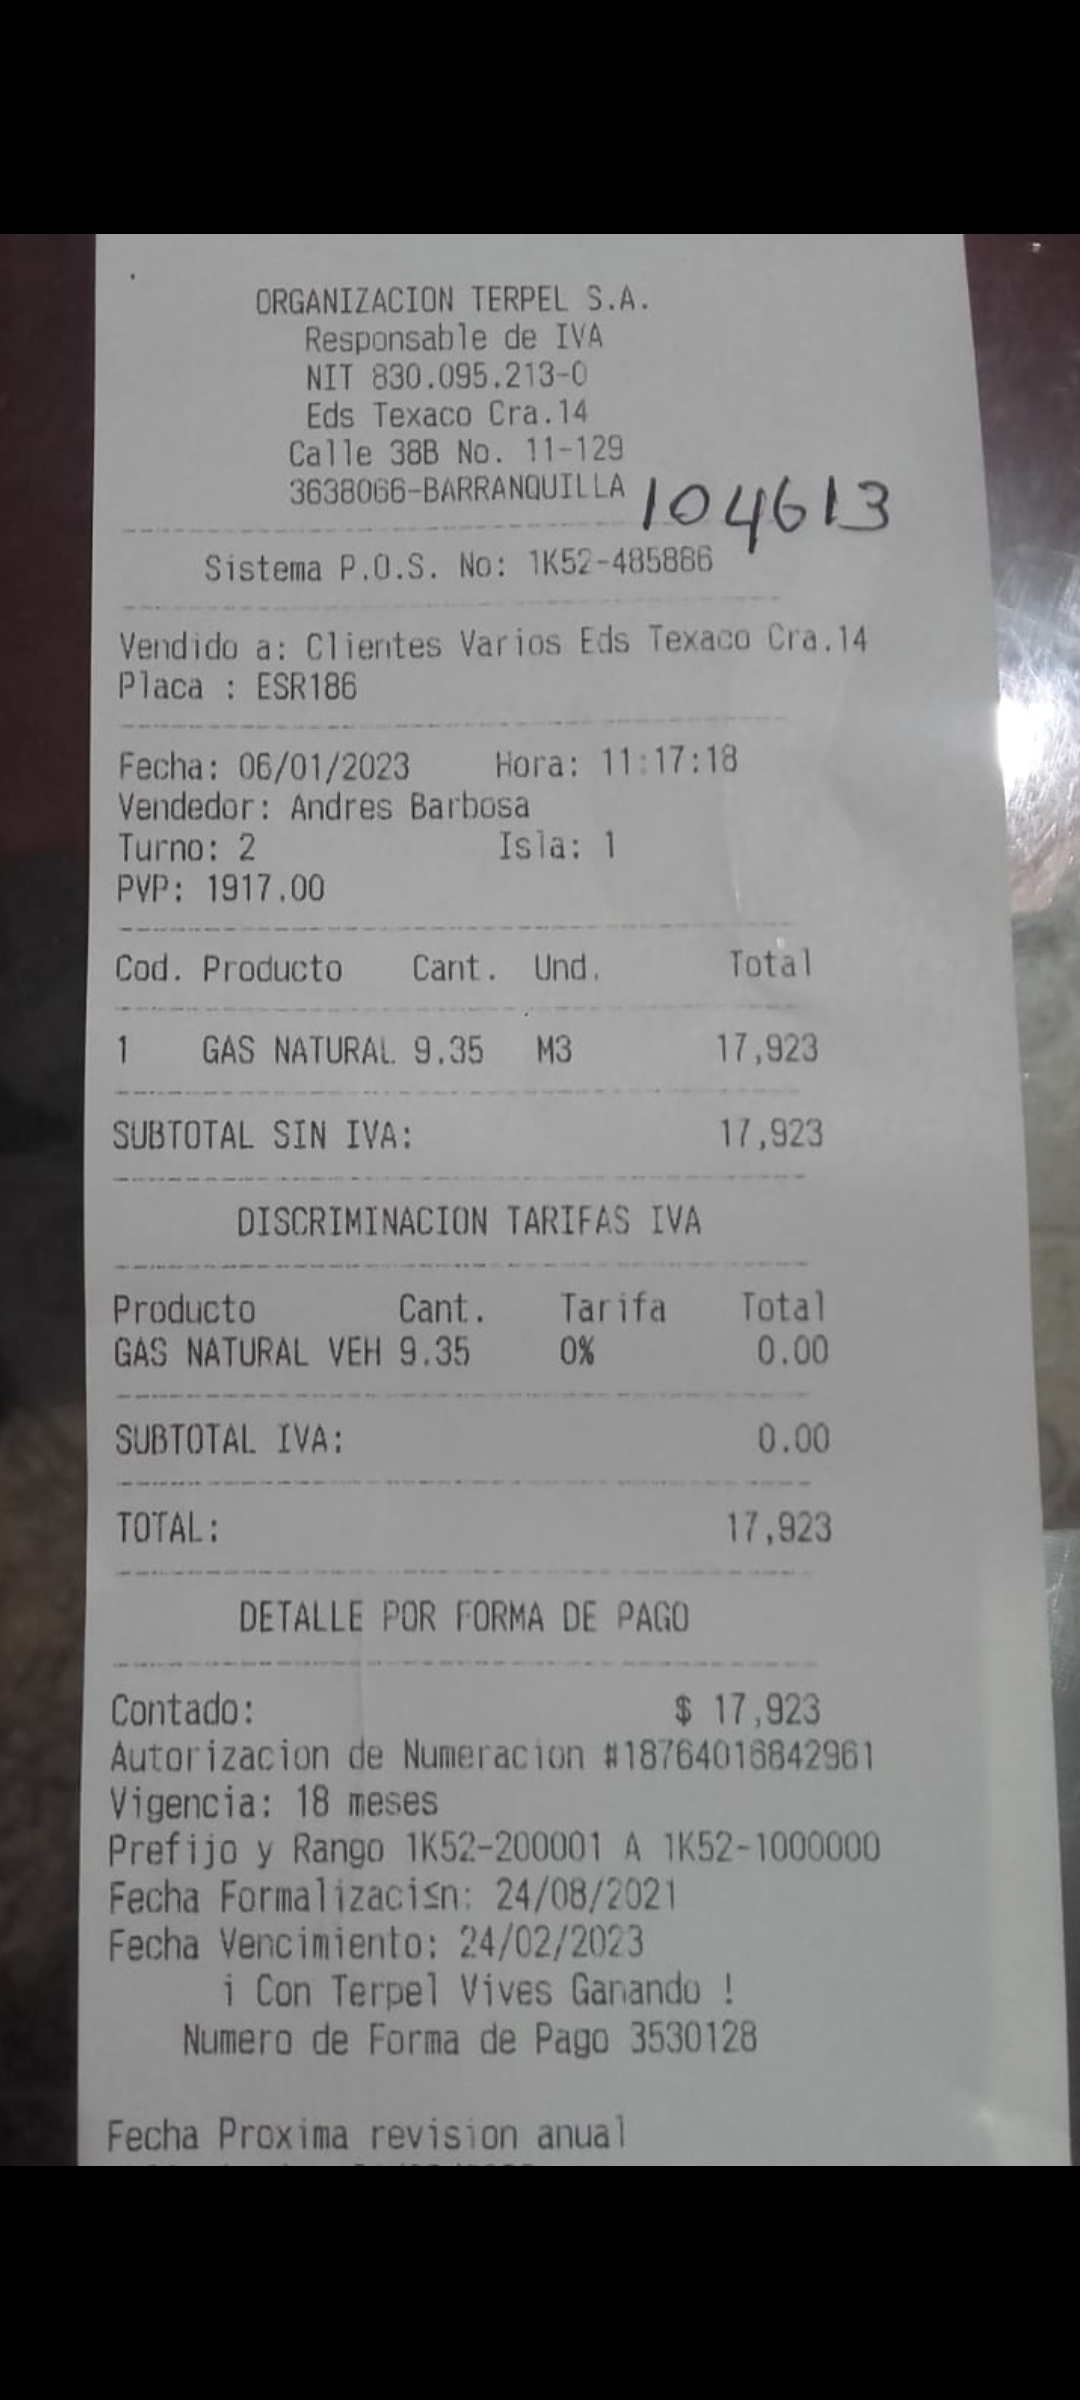 ORGANIZACION TERPEL S.A.
Responsable de IVA
NIT 830.095.213-0
Eds Texaco Cra.14
Calle 38B No. 11-129
3638066-BARRANQUILLA 104613
Sistema P.O.S. No: 1K52-485886
Vendido a: Clientes Varios Eds Texaco Cra.14
Placa : ESR186
Fecha: 06/01/2023 Hora: 11:17:18
Vendedor: Andres Barbosa
Turno: 2 Isla: 1
PVP: 1917.00
Cod. Producto Cant. Und. Total
1 GAS NATURAL 9.35 M3 17,923
SUBTOTAL SIN IVA: 17,923
DISCRIMINACION TARIFAS IVA
Producto Cant. Tarifa Total
GAS NATURAL VEH 9.35 0% 0.00
SUBTOTAL IVA: 0.00
TOTAL: 17,923
DETALLE POR FORMA DE PAGO
Contado: $ 17,923
Autorizacion de Numeracion #18764016842961
Vigencia: 18 meses
Prefijo y Rango 1K52-200001 A 1K52-1000000
Fecha Formalizaci≤n: 24/08/2021
Fecha Vencimiento: 24/02/2023
¡ Con Terpel Vives Ganando !
Numero de Forma de Pago 3530128
Fecha Proxima revision anual